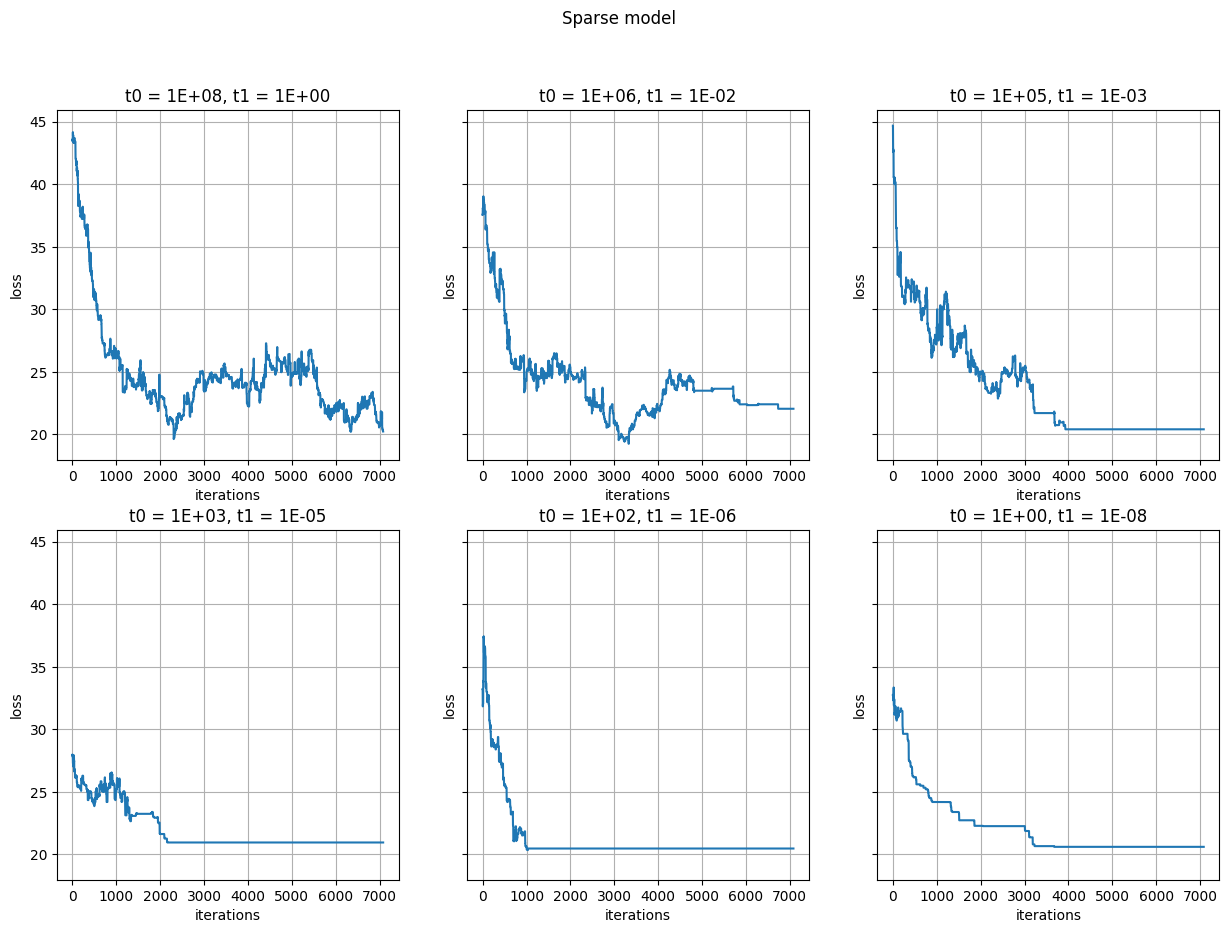 Sparse model
t0 = 1E+08, t1 = 1E+00
t0 = 1E+06, t1 = 1E-02
t0 = 1E+05, t1 = 1E-03
45
40
35
30
25
20
loss
loss
loss
0 1000 2000 3000 4000 5000 6000 7000
0 1000 2000 3000 4000 5000 6000 7000
0 1000 2000 3000 4000 5000 6000 7000
iterations
iterations
iterations
t0 = 1E+03, t1 = 1E-05
t0 = 1E+02, t1 = 1E-06
t0 = 1E+00, t1 = 1E-08
45
40
35
30
25
20
loss
loss
loss
0 1000 2000 3000 4000 5000 6000 7000
0 1000 2000 3000 4000 5000 6000 7000
0 1000 2000 3000 4000 5000 6000 7000
iterations
iterations
iterations